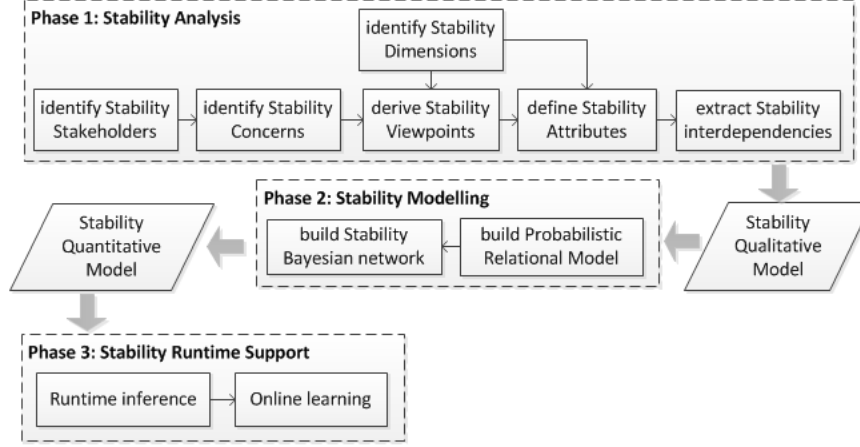 Phase 1: Stability Analysis
identify Stability
Dimensions
identify Stability
Stakeholders
identify Stability
Concerns
derive Stability
Viewpoints
define Stability
Attributes
extract Stability
interdependencies
Phase 2: Stability Modelling
Stability
Quantitative
Model
build Stability
Bayesian network
build Probabilistic
Relational Model
Stability
Qualitative
Model
Phase 3: Stability Runtime Support
Runtime inference
Online learning